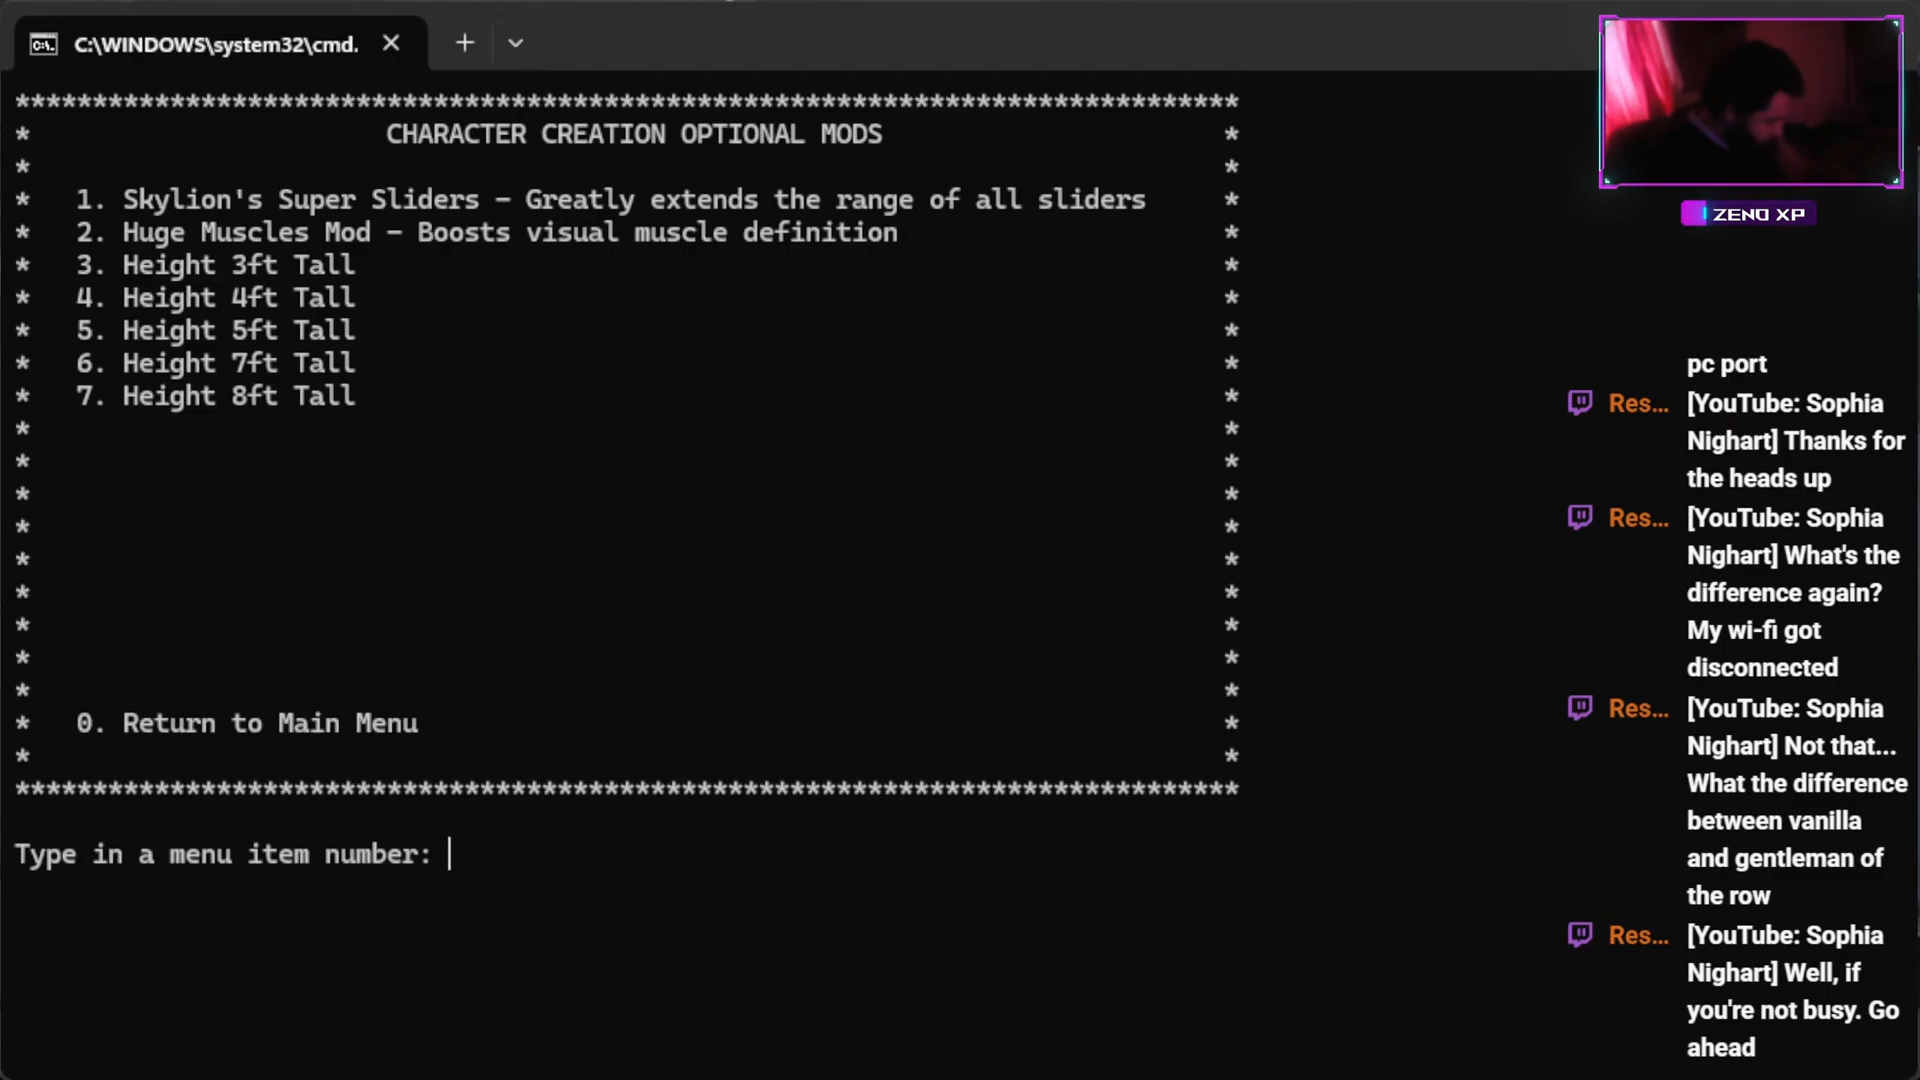 C:\WINDOWS\system32\cmd.
*******************************************************************************
* CHARACTER CREATION OPTIONAL MODS *
* *
* 1. Skylion's Super Sliders - Greatly extends the range of all sliders *
* 2. Huge Muscles Mod - Boosts visual muscle definition *
* 3. Height 3ft Tall *
* 4. Height 4ft Tall *
* 5. Height 5ft Tall *
* 6. Height 7ft Tall *
* 7. Height 8ft Tall *
* *
* *
* *
* *
* *
* *
* *
* *
* *
* 0. Return to Main Menu *
* *
*******************************************************************************
Type in a menu item number:
ZENO XP
pc port
Res... [YouTube: Sophia
Nighart] Thanks for
the heads up
Res... [YouTube: Sophia
Nighart] What's the
difference again?
My wi-fi got
disconnected
Res... [YouTube: Sophia
Nighart] Not that...
What the difference
between vanilla
and gentleman of
the row
Res... [YouTube: Sophia
Nighart] Well, if
you're not busy. Go
ahead